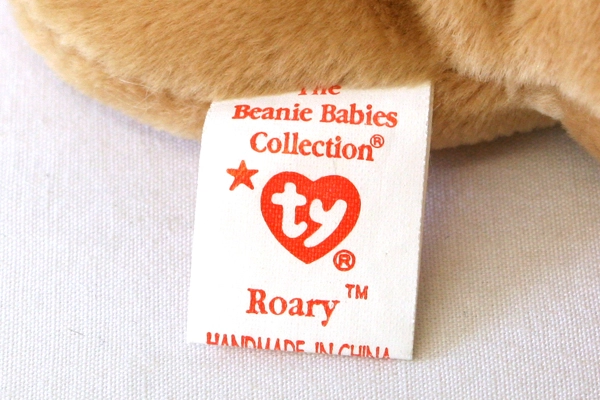 The
Beanie Babies
Collection®
ty
®
Roary™
HANDMADE IN CHINA